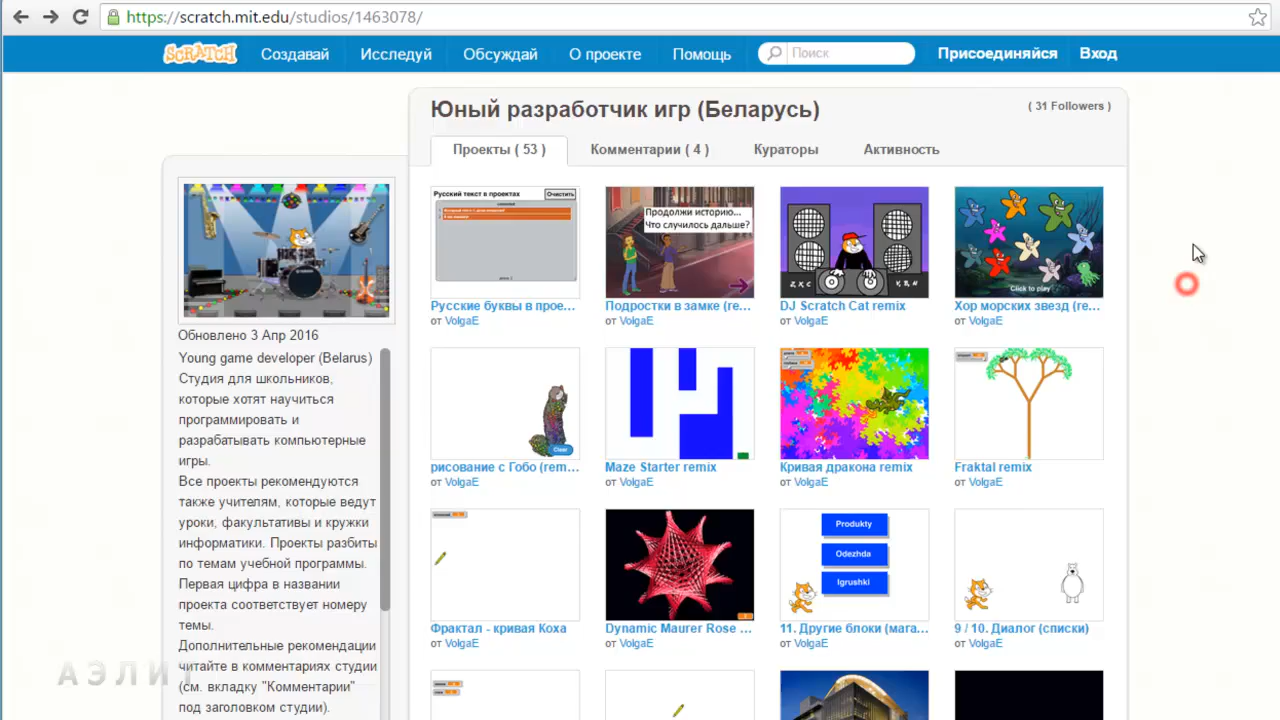 https://scratch.mit.edu/studios/1463078/
SCRATCH Создавай Исследуй Обсуждай О проекте Помощь Поиск Присоединяйся Вход
Юный разработчик игр (Беларусь)
( 31 Followers )
Проекты ( 53 ) Комментарии ( 4 ) Кураторы Активность
Обновлено 3 Апр 2016
Young game developer (Belarus)
Студия для школьников,
которые хотят научиться
программировать и
разрабатывать компьютерные
игры.
Все проекты рекомендуются
также учителям, которые ведут
уроки, факультативы и кружки
информатики. Проекты разбиты
по темам учебной программы.
Первая цифра в названии
проекта соответствует номеру
темы.
Дополнительные рекомендации
читайте в комментариях студии
(см. вкладку "Комментарии"
под заголовком студии).
АЭЛИТ
Русский текст в проектах Очистить
Продолжи историю...
Что случилось дальше?
Z, X, C V, B, N
Click to play
Русские буквы в прое... Подростки в замке (re... DJ Scratch Cat remix Хор морских звезд (re...
от VolgaE от VolgaE от VolgaE от VolgaE
Clear
рисование с Гобо (rem... Maze Starter remix Кривая дракона remix Fraktal remix
от VolgaE от VolgaE от VolgaE от VolgaE
Produkty
Odezhda
Igrushki
Фрактал - кривая Коха Dynamic Maurer Rose ... 11. Другие блоки (мага... 9 / 10. Диалог (списки)
от VolgaE от VolgaE от VolgaE от VolgaE